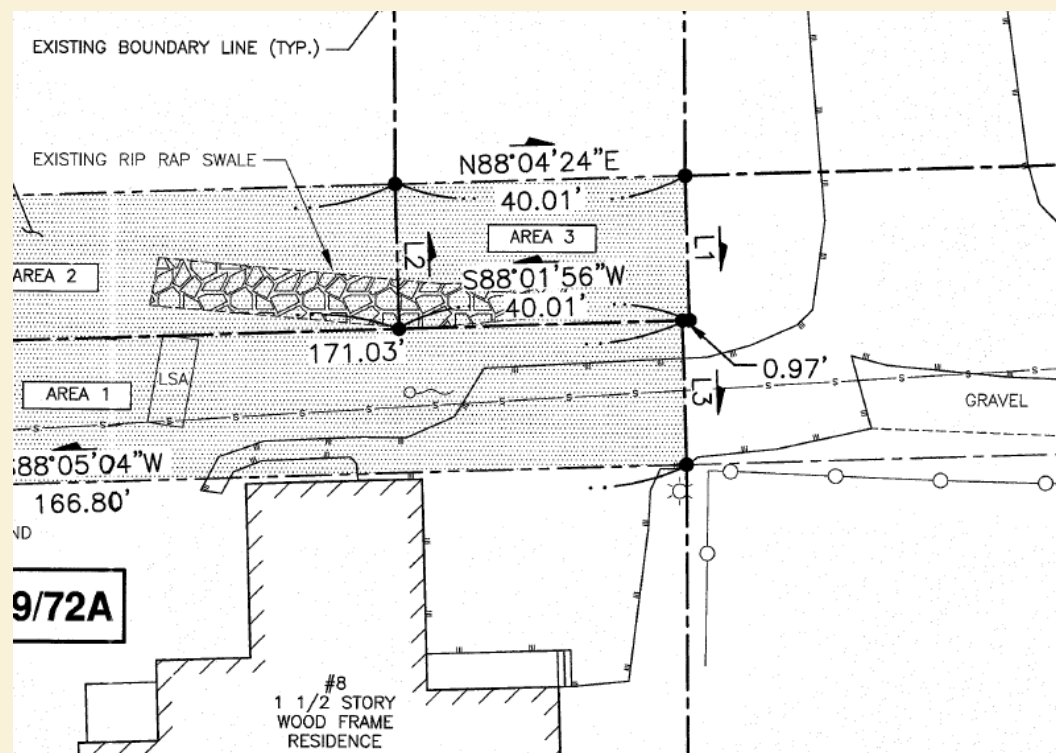 EXISTING BOUNDARY LINE (TYP.)
EXISTING RIP RAP SWALE
N88°04'24"E
40.01'
AREA 3
L2
L1
S88°01'56"W
40.01'
AREA 2
171.03'
0.97'
LSA
AREA 1
L3
S
S
S
S
S
S
S
S
S
S
S
GRAVEL
S88°05'04"W
166.80'
ND
9/72A
#8
1 1/2 STORY
WOOD FRAME
RESIDENCE